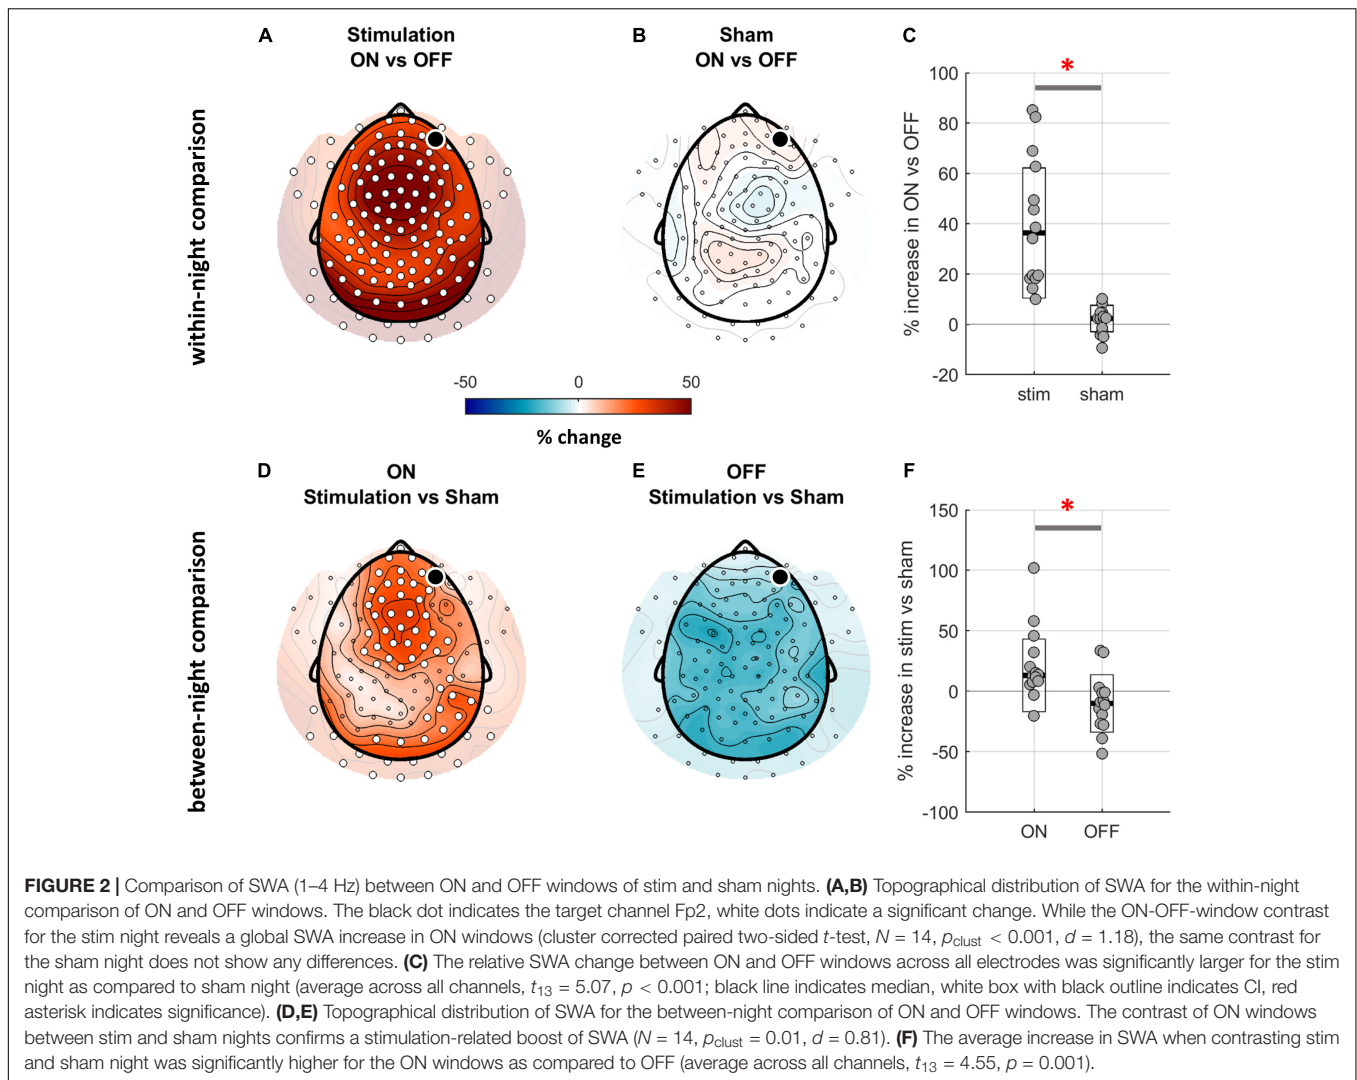 A
Stimulation
ON vs OFF
B
Sham
ON vs OFF
C
within-night comparison
% increase in ON vs OFF
100
80
60
40
20
0
-20
*
stim
sham
-50
0
50
% change
D
ON
Stimulation vs Sham
E
OFF
Stimulation vs Sham
F
between-night comparison
% increase in stim vs sham
150
100
50
0
-50
-100
*
ON
OFF
FIGURE 2 | Comparison of SWA (1–4 Hz) between ON and OFF windows of stim and sham nights. (A,B) Topographical distribution of SWA for the within-night
comparison of ON and OFF windows. The black dot indicates the target channel Fp2, white dots indicate a significant change. While the ON-OFF-window contrast
for the stim night reveals a global SWA increase in ON windows (cluster corrected paired two-sided t-test, N = 14, pclust < 0.001, d = 1.18), the same contrast for
the sham night does not show any differences. (C) The relative SWA change between ON and OFF windows across all electrodes was significantly larger for the stim
night as compared to sham night (average across all channels, t13 = 5.07, p < 0.001; black line indicates median, white box with black outline indicates CI, red
asterisk indicates significance). (D,E) Topographical distribution of SWA for the between-night comparison of ON and OFF windows. The contrast of ON windows
between stim and sham nights confirms a stimulation-related boost of SWA (N = 14, pclust = 0.01, d = 0.81). (F) The average increase in SWA when contrasting stim
and sham night was significantly higher for the ON windows as compared to OFF (average across all channels, t13 = 4.55, p = 0.001).